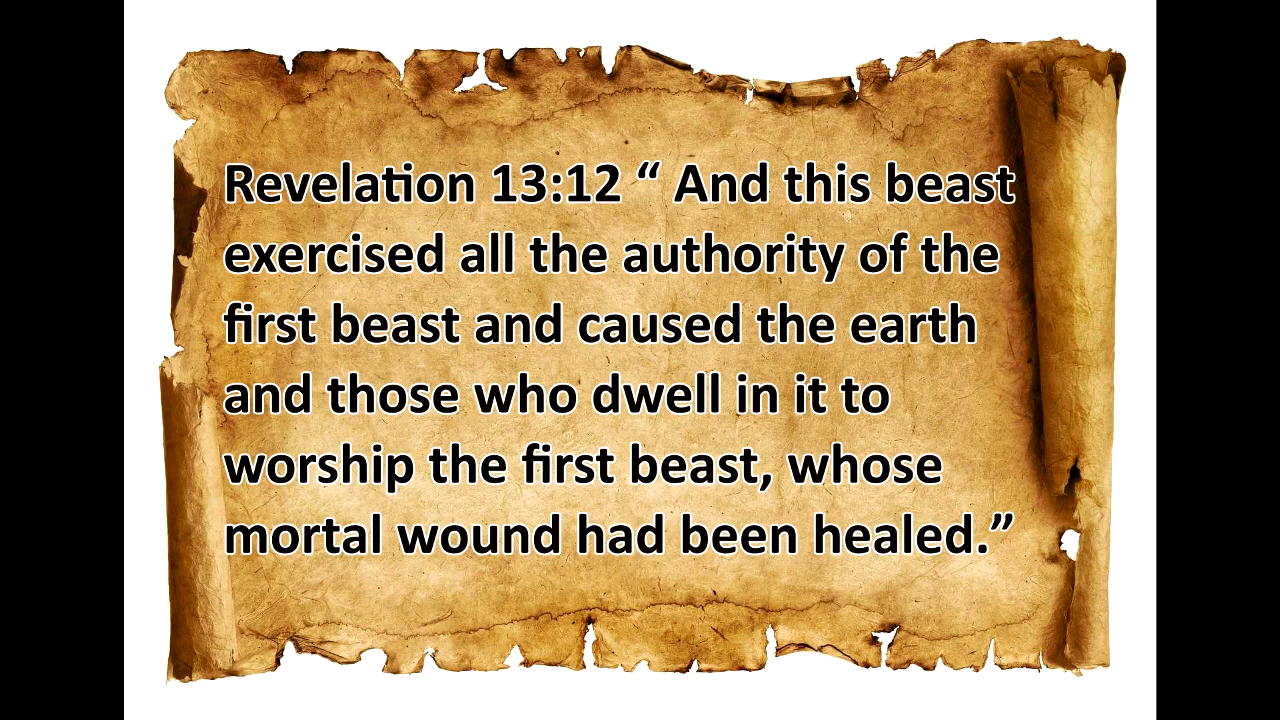 Revelation 13:12 “ And this beast
exercised all the authority of the
first beast and caused the earth
and those who dwell in it to
worship the first beast, whose
mortal wound had been healed.”